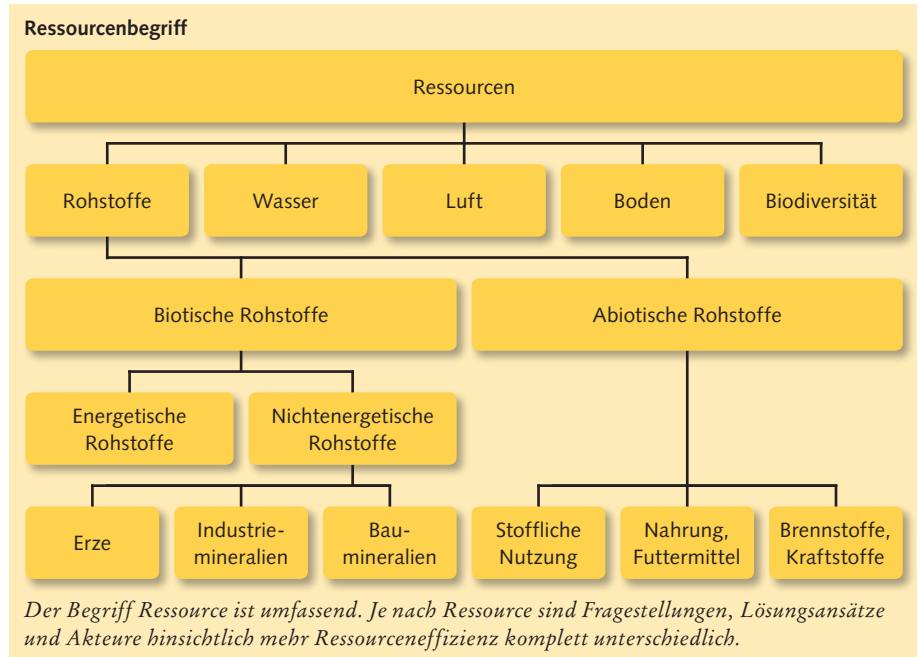 Ressourcenbegriff
Ressourcen
Rohstoffe
Wasser
Luft
Boden
Biodiversität
Biotische Rohstoffe
Abiotische Rohstoffe
Energetische
Rohstoffe
Nichtenergetische
Rohstoffe
Erze
Industrie-
mineralien
Bau-
mineralien
Stoffliche
Nutzung
Nahrung,
Futtermittel
Brennstoffe,
Kraftstoffe
Der Begriff Ressource ist umfassend. Je nach Ressource sind Fragestellungen, Lösungsansätze
und Akteure hinsichtlich mehr Ressourceneffizienz komplett unterschiedlich.